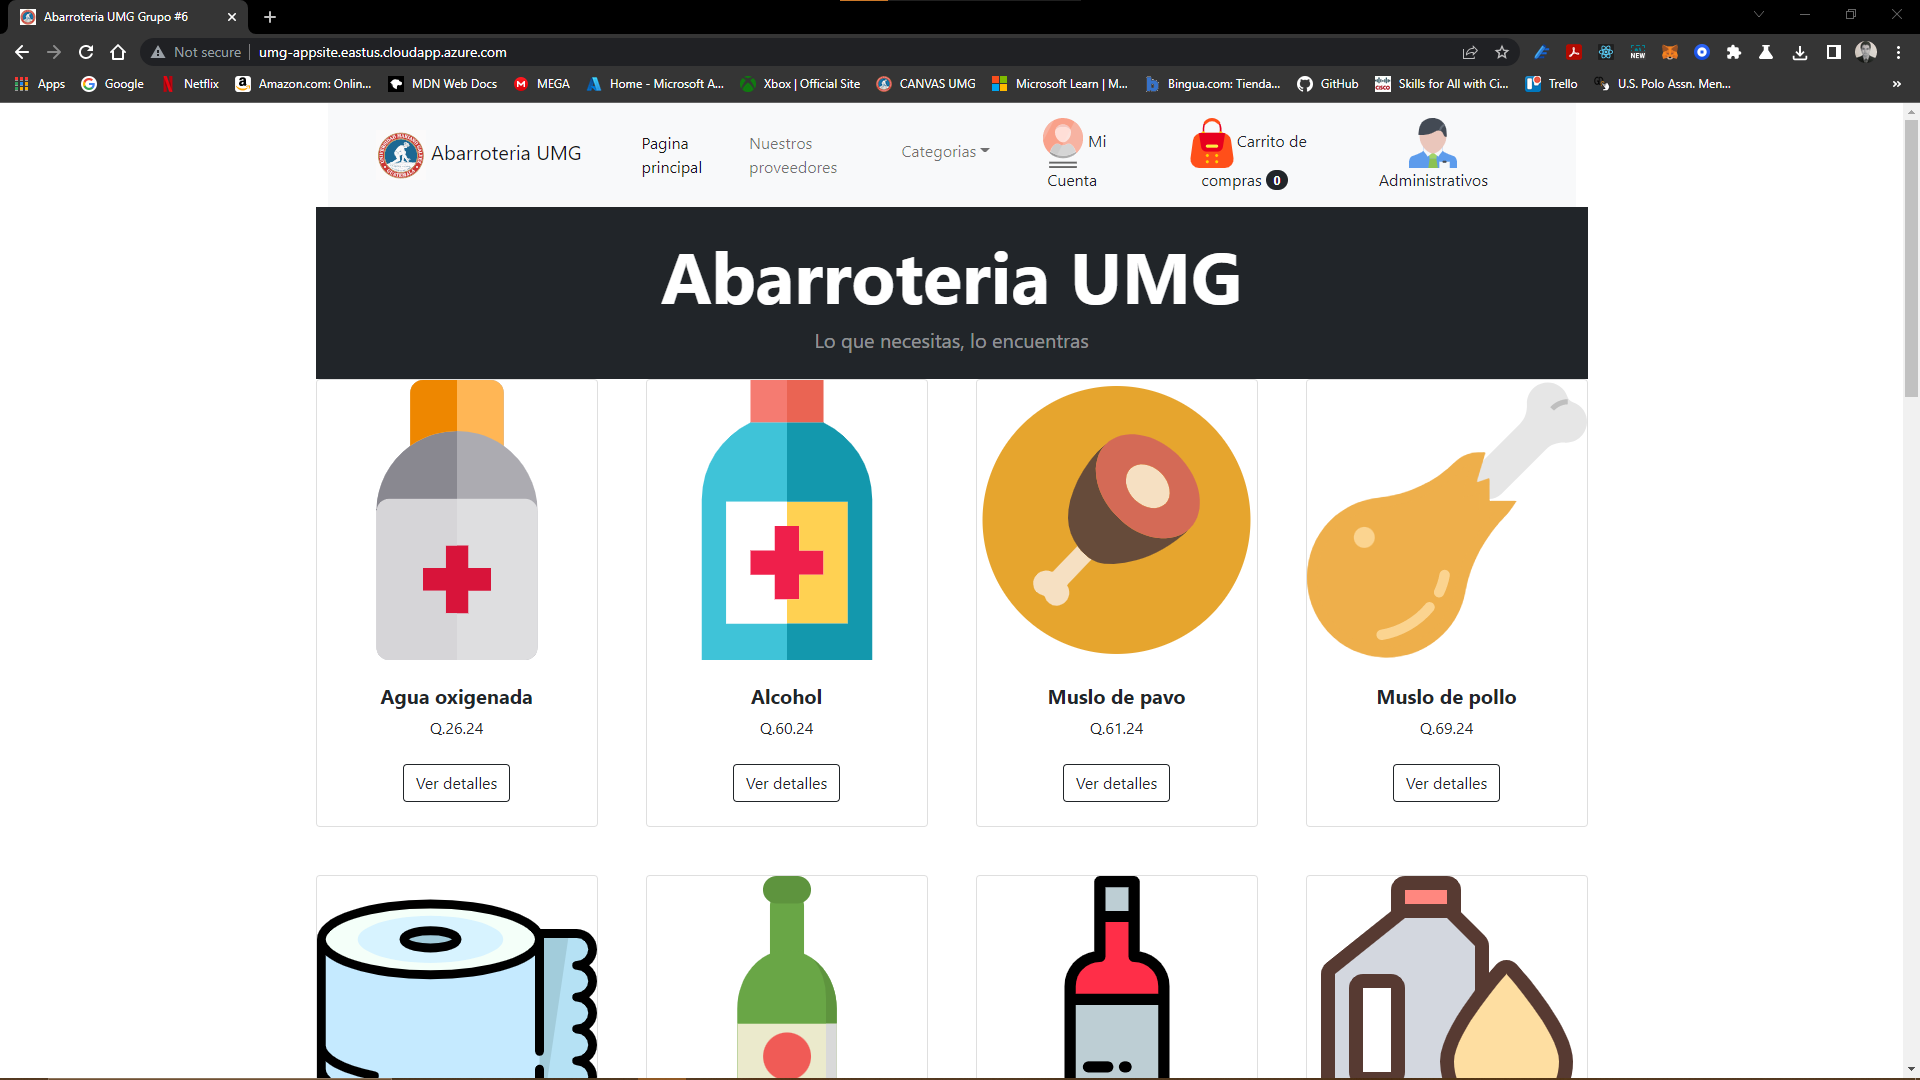 Abarroteria UMG Grupo #6
Not secure
umg-appsite.eastus.cloudapp.azure.com
NEW
Apps
Google
Netflix
Amazon.com: Onlin...
MDN Web Docs
MEGA
Home - Microsoft A...
Xbox | Official Site
CANVAS UMG
Microsoft Learn | M...
Bingua.com: Tienda...
GitHub
Skills for All with Ci...
Trello
U.S. Polo Assn. Men...
»
Abarroteria UMG
Pagina
principal
Nuestros
proveedores
Categorias
Mi
Cuenta
Carrito de
compras 0
Administrativos
Abarroteria UMG
Lo que necesitas, lo encuentras
Agua oxigenada
Q.26.24
Ver detalles
Alcohol
Q.60.24
Ver detalles
Muslo de pavo
Q.61.24
Ver detalles
Muslo de pollo
Q.69.24
Ver detalles